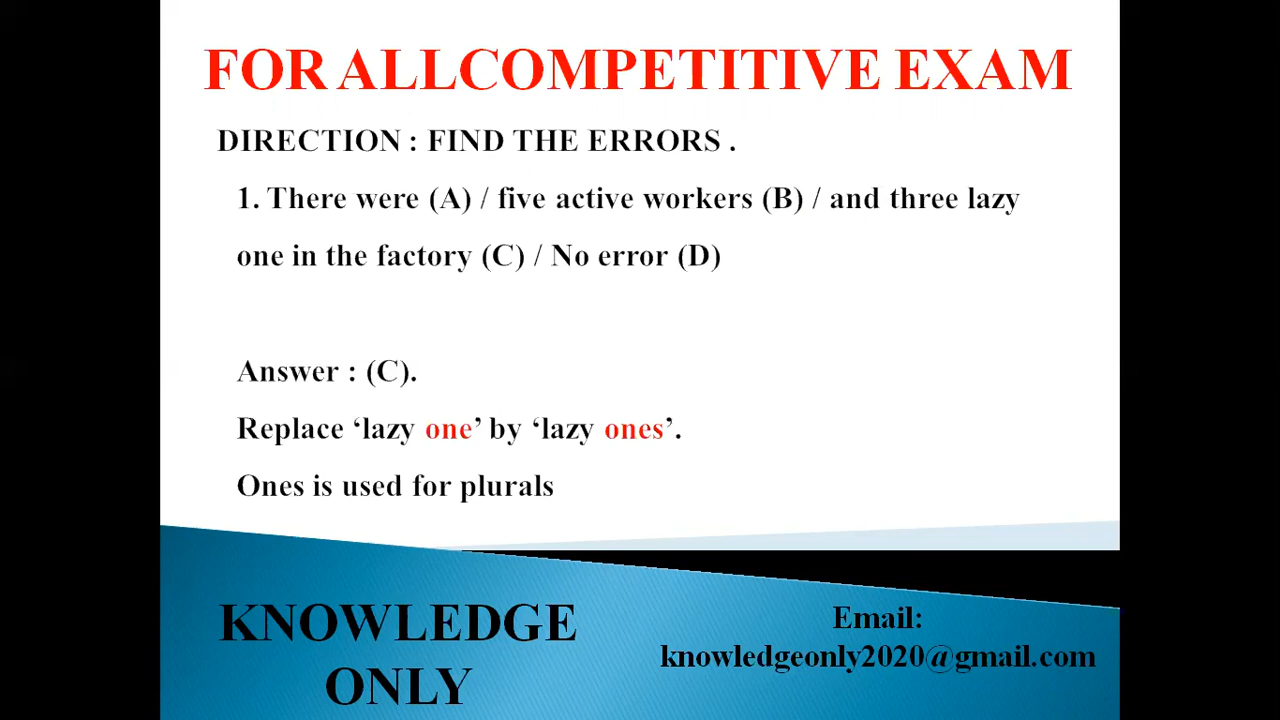 FOR ALLCOMPETITIVE EXAM
DIRECTION : FIND THE ERRORS .
1. There were (A) / five active workers (B) / and three lazy
one in the factory (C) / No error (D)
Answer : (C).
Replace ‘lazy one’ by ‘lazy ones’.
Ones is used for plurals
KNOWLEDGE
ONLY
Email:
knowledgeonly2020@gmail.com